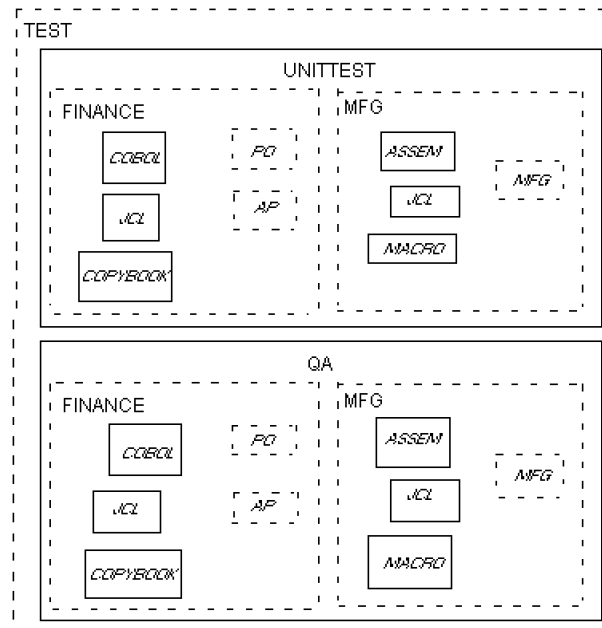 TEST
UNITTEST
FINANCE
COBOL
JCL
COPYBOOK
PO
AP
MFG
ASSEM
JCL
MACRO
MFG
QA
FINANCE
COBOL
JCL
COPYBOOK
PO
AP
MFG
ASSEM
JCL
MACRO
MFG